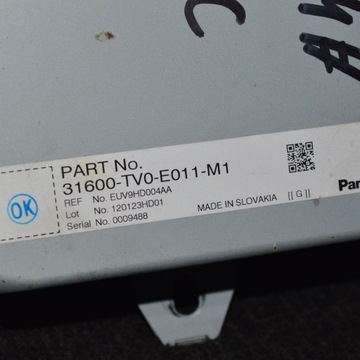 PART No.
31600-TV0-E011-M1
REF No. EUV9HD004AA
Lot No. 120123HD01
Serial No. 0009488
MADE IN SLOVAKIA [[ G ]]
OK